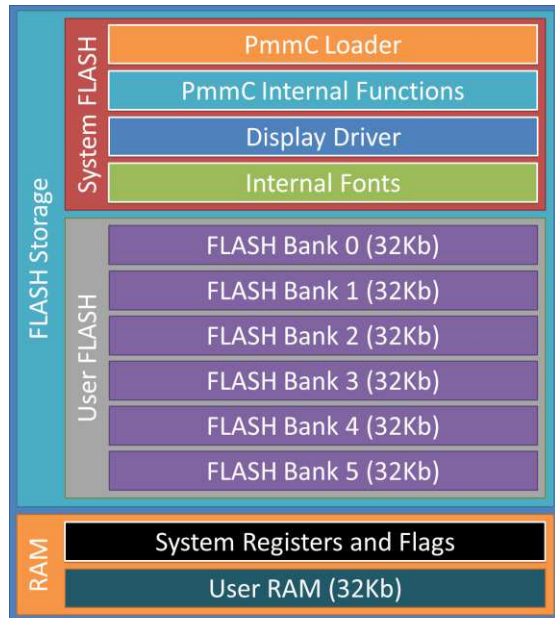 FLASH Storage
System FLASH
PmmC Loader
PmmC Internal Functions
Display Driver
Internal Fonts
User FLASH
FLASH Bank 0 (32Kb)
FLASH Bank 1 (32Kb)
FLASH Bank 2 (32Kb)
FLASH Bank 3 (32Kb)
FLASH Bank 4 (32Kb)
FLASH Bank 5 (32Kb)
RAM
System Registers and Flags
User RAM (32Kb)